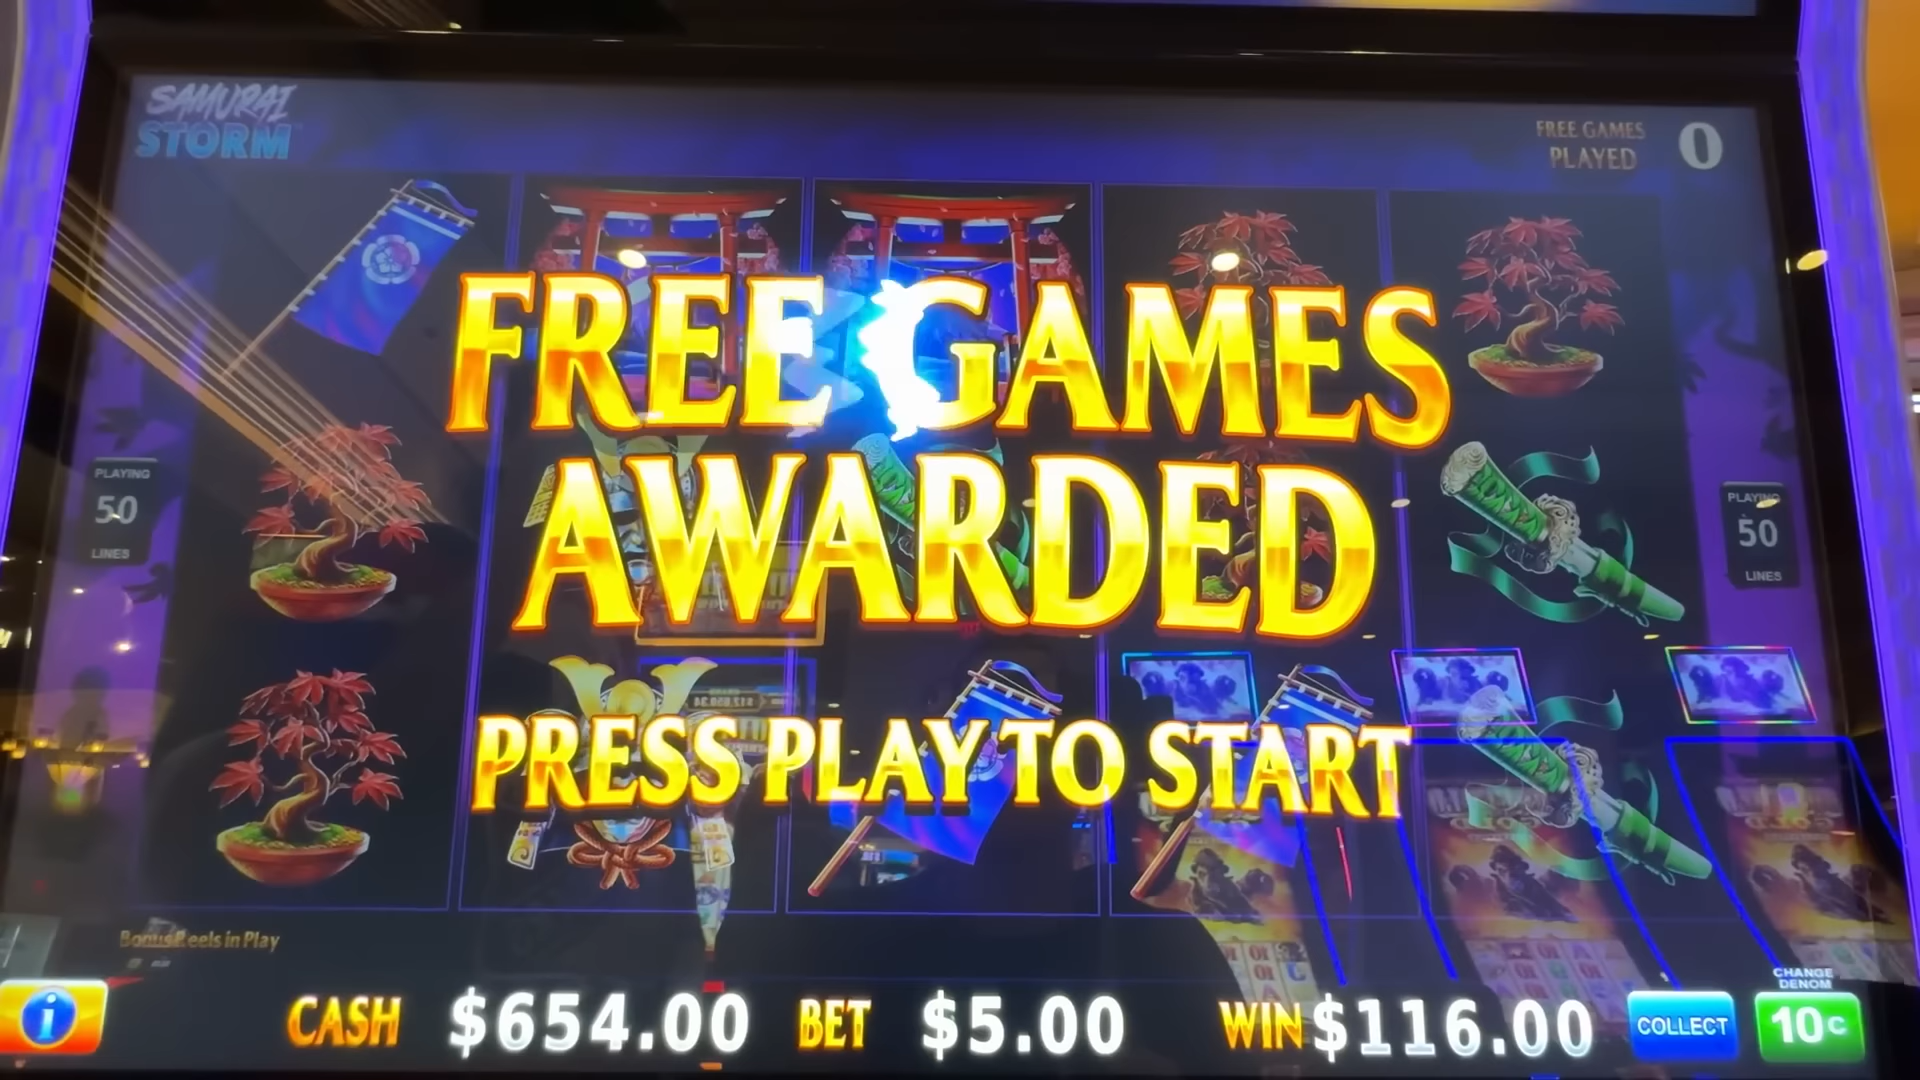 SAMURAI
STORM
FREE GAMES
PLAYED
0
FREE GAMES
AWARDED
PRESS PLAY TO START
PLAYING
50
LINES
PLAYING
50
LINES
Bonus Reels in Play
CASH $654.00 BET $5.00 WIN $116.00
COLLECT
CHANGE
DENOM
10¢